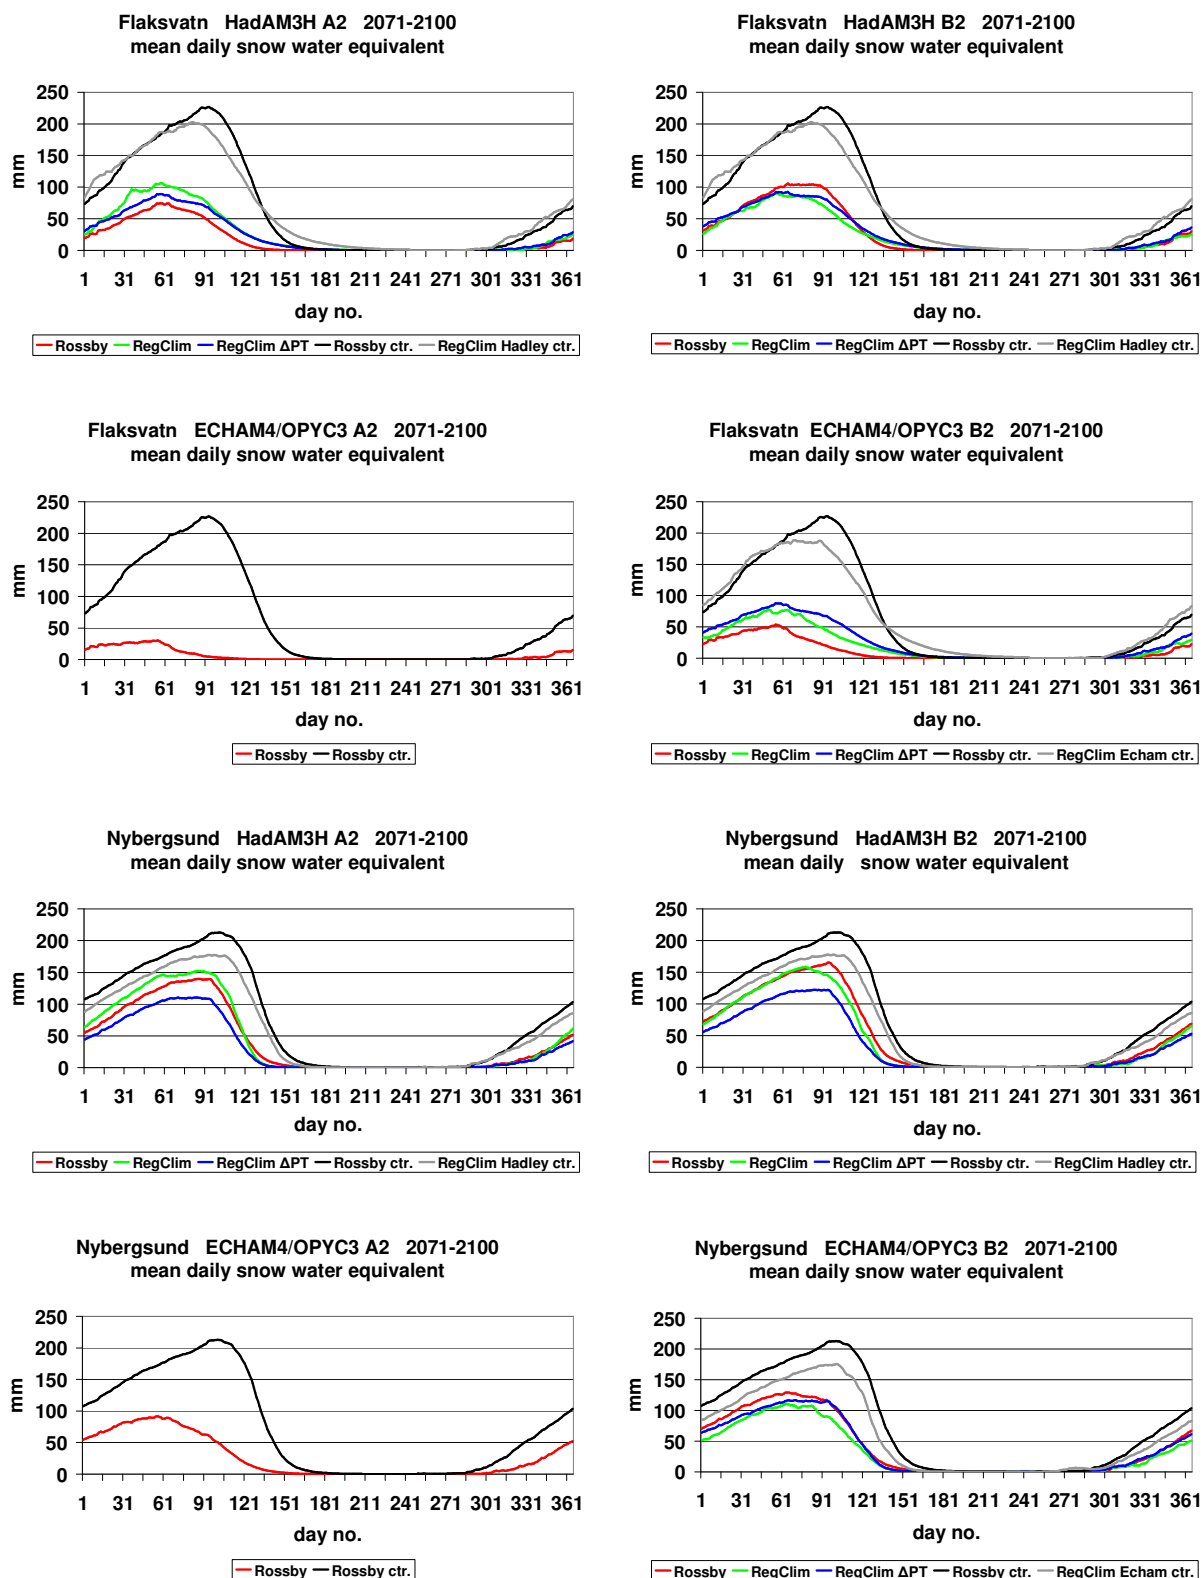 Flaksvatn HadAM3H A2 2071-2100
mean daily snow water equivalent
250
200
150
100
50
0
mm
1 31 61 91 121 151 181 211 241 271 301 331 361
day no.
Rossby RegClim RegClim ΔPT Rossby ctr. RegClim Hadley ctr.
Flaksvatn HadAM3H B2 2071-2100
mean daily snow water equivalent
250
200
150
100
50
0
mm
1 31 61 91 121 151 181 211 241 271 301 331 361
day no.
Rossby RegClim RegClim ΔPT Rossby ctr. RegClim Hadley ctr.
Flaksvatn ECHAM4/OPYC3 A2 2071-2100
mean daily snow water equivalent
250
200
150
100
50
0
mm
1 31 61 91 121 151 181 211 241 271 301 331 361
day no.
Rossby Rossby ctr.
Flaksvatn ECHAM4/OPYC3 B2 2071-2100
mean daily snow water equivalent
250
200
150
100
50
0
mm
1 31 61 91 121 151 181 211 241 271 301 331 361
day no.
Rossby RegClim RegClim ΔPT Rossby ctr. RegClim Echam ctr.
Nybergsund HadAM3H A2 2071-2100
mean daily snow water equivalent
250
200
150
100
50
0
mm
1 31 61 91 121 151 181 211 241 271 301 331 361
day no.
Rossby RegClim RegClim ΔPT Rossby ctr. RegClim Hadley ctr.
Nybergsund HadAM3H B2 2071-2100
mean daily snow water equivalent
250
200
150
100
50
0
mm
1 31 61 91 121 151 181 211 241 271 301 331 361
day no.
Rossby RegClim RegClim ΔPT Rossby ctr. RegClim Hadley ctr.
Nybergsund ECHAM4/OPYC3 A2 2071-2100
mean daily snow water equivalent
250
200
150
100
50
0
mm
1 31 61 91 121 151 181 211 241 271 301 331 361
day no.
Rossby Rossby ctr.
Nybergsund ECHAM4/OPYC3 B2 2071-2100
mean daily snow water equivalent
250
200
150
100
50
0
mm
1 31 61 91 121 151 181 211 241 271 301 331 361
day no.
Rossby RegClim RegClim ΔPT Rossby ctr. RegClim Echam ctr.